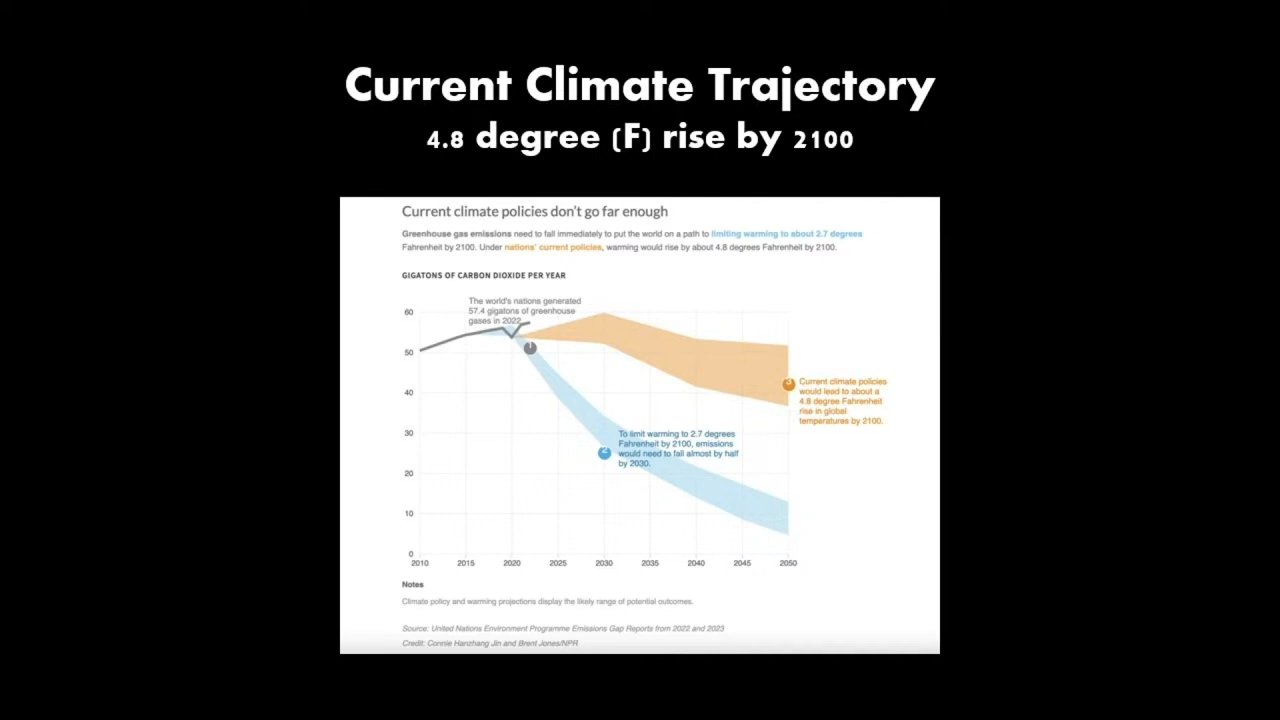 Current Climate Trajectory
4.8 degree (F) rise by 2100
Current climate policies don't go far enough
Greenhouse gas emissions need to fall immediately to put the world on a path to limiting warming to about 2.7 degrees
Fahrenheit by 2100. Under nations' current policies, warming would rise by about 4.8 degrees Fahrenheit by 2100.
GIGATONS OF CARBON DIOXIDE PER YEAR
The world's nations generated
57.4 gigatons of greenhouse
gases in 2022
60
50
40
30
20
10
0
1
3
Current climate policies
would lead to about a
4.8 degree Fahrenheit
rise in global
temperatures by 2100.
2
To limit warming to 2.7 degrees
Fahrenheit by 2100, emissions
would need to fall almost by half
by 2030.
2010 2015 2020 2025 2030 2035 2040 2045 2050
Notes
Climate policy and warming projections display the likely range of potential outcomes.
Source: United Nations Environment Programme Emissions Gap Reports from 2022 and 2023
Credit: Connie Hanzhang Jin and Brent Jones/NPR